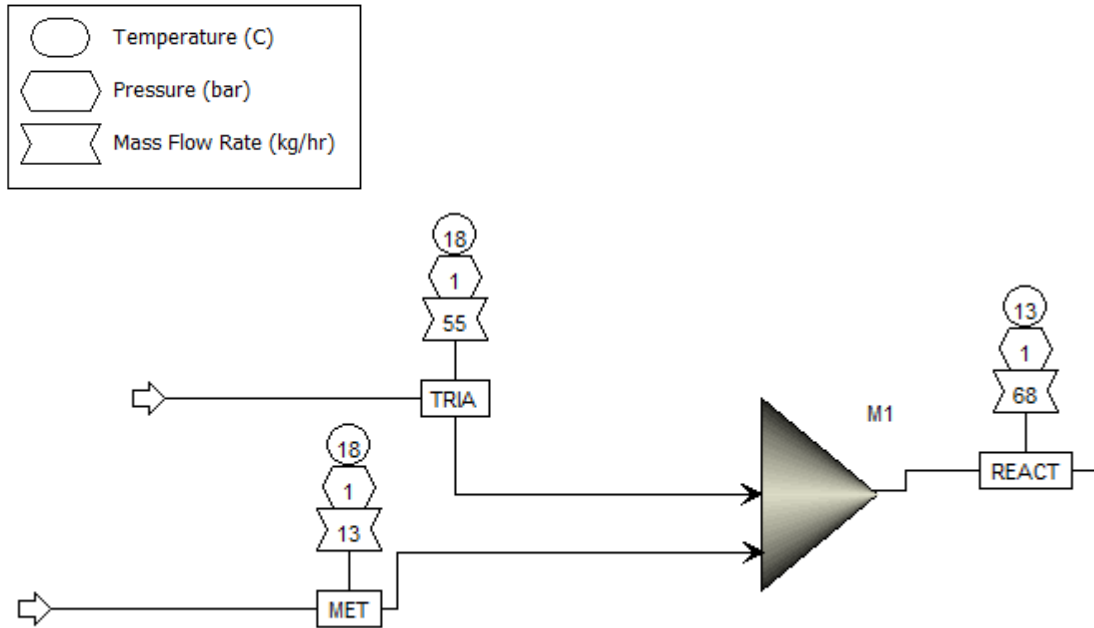 Temperature (C)
Pressure (bar)
Mass Flow Rate (kg/hr)
18
1
55
TRIA
18
1
13
MET
M1
13
1
68
REACT